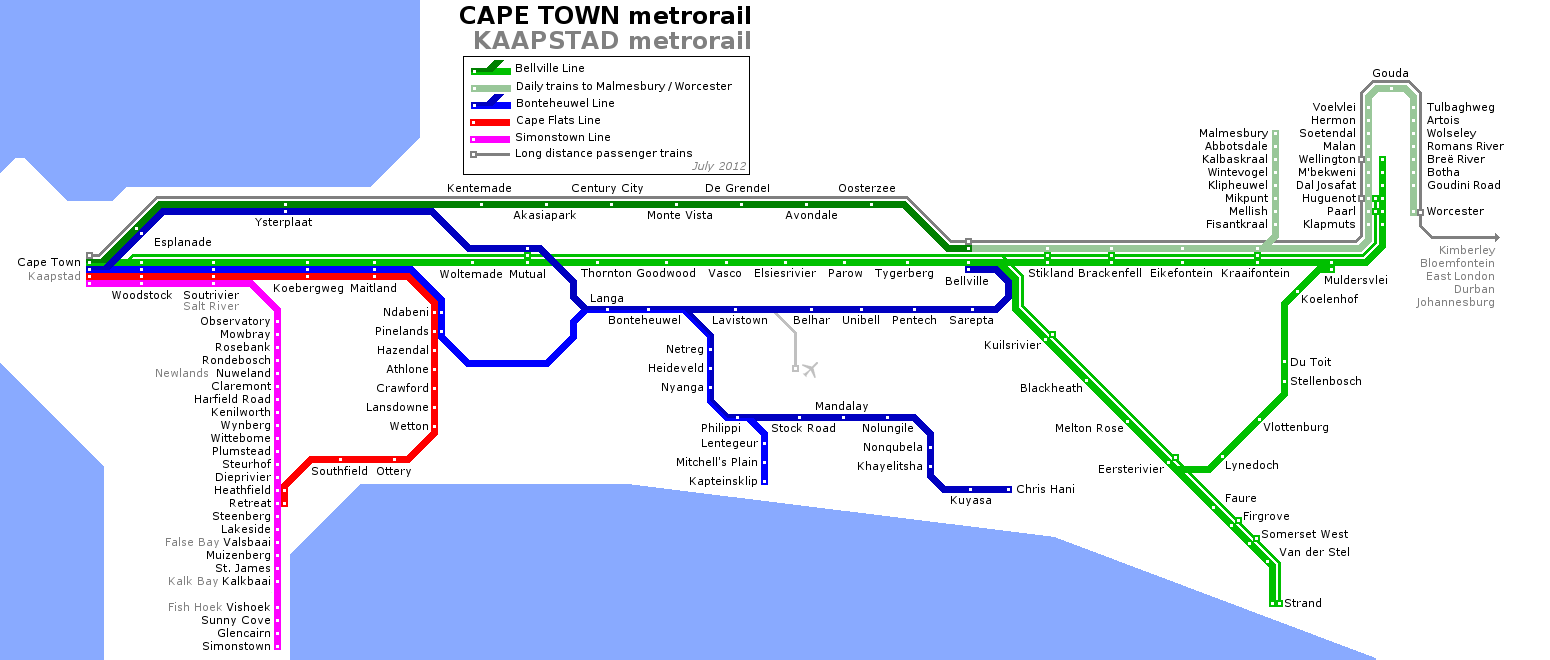 CAPE TOWN metrorail
KAAPSTAD metrorail
Bellville Line
Daily trains to Malmesbury / Worcester
Bonteheuwel Line
Cape Flats Line
Simonstown Line
Long distance passenger trains
July 2012
Gouda
Voelvlei
Hermon
Soetendal
Malan
Wellington
M'bekweni
Dal Josafat
Huguenot
Paarl
Klapmuts
Tulbaghweg
Artois
Wolseley
Romans River
Breë River
Botha
Goudini Road
Worcester
Malmesbury
Abbotsdale
Kalbaskraal
Wintevogel
Klipheuwel
Mikpunt
Mellish
Fisantkraal
Kimberley
Bloemfontein
East London
Durban
Johannesburg
Kentemade
Century City
De Grendel
Oosterzee
Akasiapark
Monte Vista
Avondale
Ysterplaat
Esplanade
Cape Town
Kaapstad
Woltemade
Mutual
Thornton
Goodwood
Vasco
Elsiesrivier
Parow
Tygerberg
Bellville
Stikland
Brackenfell
Eikefontein
Kraaifontein
Muldersvlei
Koelenhof
Du Toit
Stellenbosch
Vlottenburg
Lynedoch
Woodstock
Soutrivier
Salt River
Koebergweg
Maitland
Langa
Bonteheuwel
Lavistown
Belhar
Unibell
Pentech
Sarepta
Ndabeni
Pinelands
Hazendal
Athlone
Crawford
Lansdowne
Wetton
Southfield
Ottery
Observatory
Mowbray
Rosebank
Rondebosch
Newlands Nuweland
Claremont
Harfield Road
Kenilworth
Wynberg
Wittebome
Plumstead
Steurhof
Dieprivier
Heathfield
Retreat
Steenberg
Lakeside
False Bay Valsbaai
Muizenberg
St. James
Kalk Bay Kalkbaai
Fish Hoek Vishoek
Sunny Cove
Glencairn
Simonstown
Netreg
Heideveld
Nyanga
Philippi
Lentegeur
Mitchell's Plain
Kapteinsklip
Stock Road
Mandalay
Nolungile
Nonqubela
Khayelitsha
Kuyasa
Chris Hani
Kuilsrivier
Blackheath
Melton Rose
Eersterivier
Faure
Firgrove
Somerset West
Van der Stel
Strand